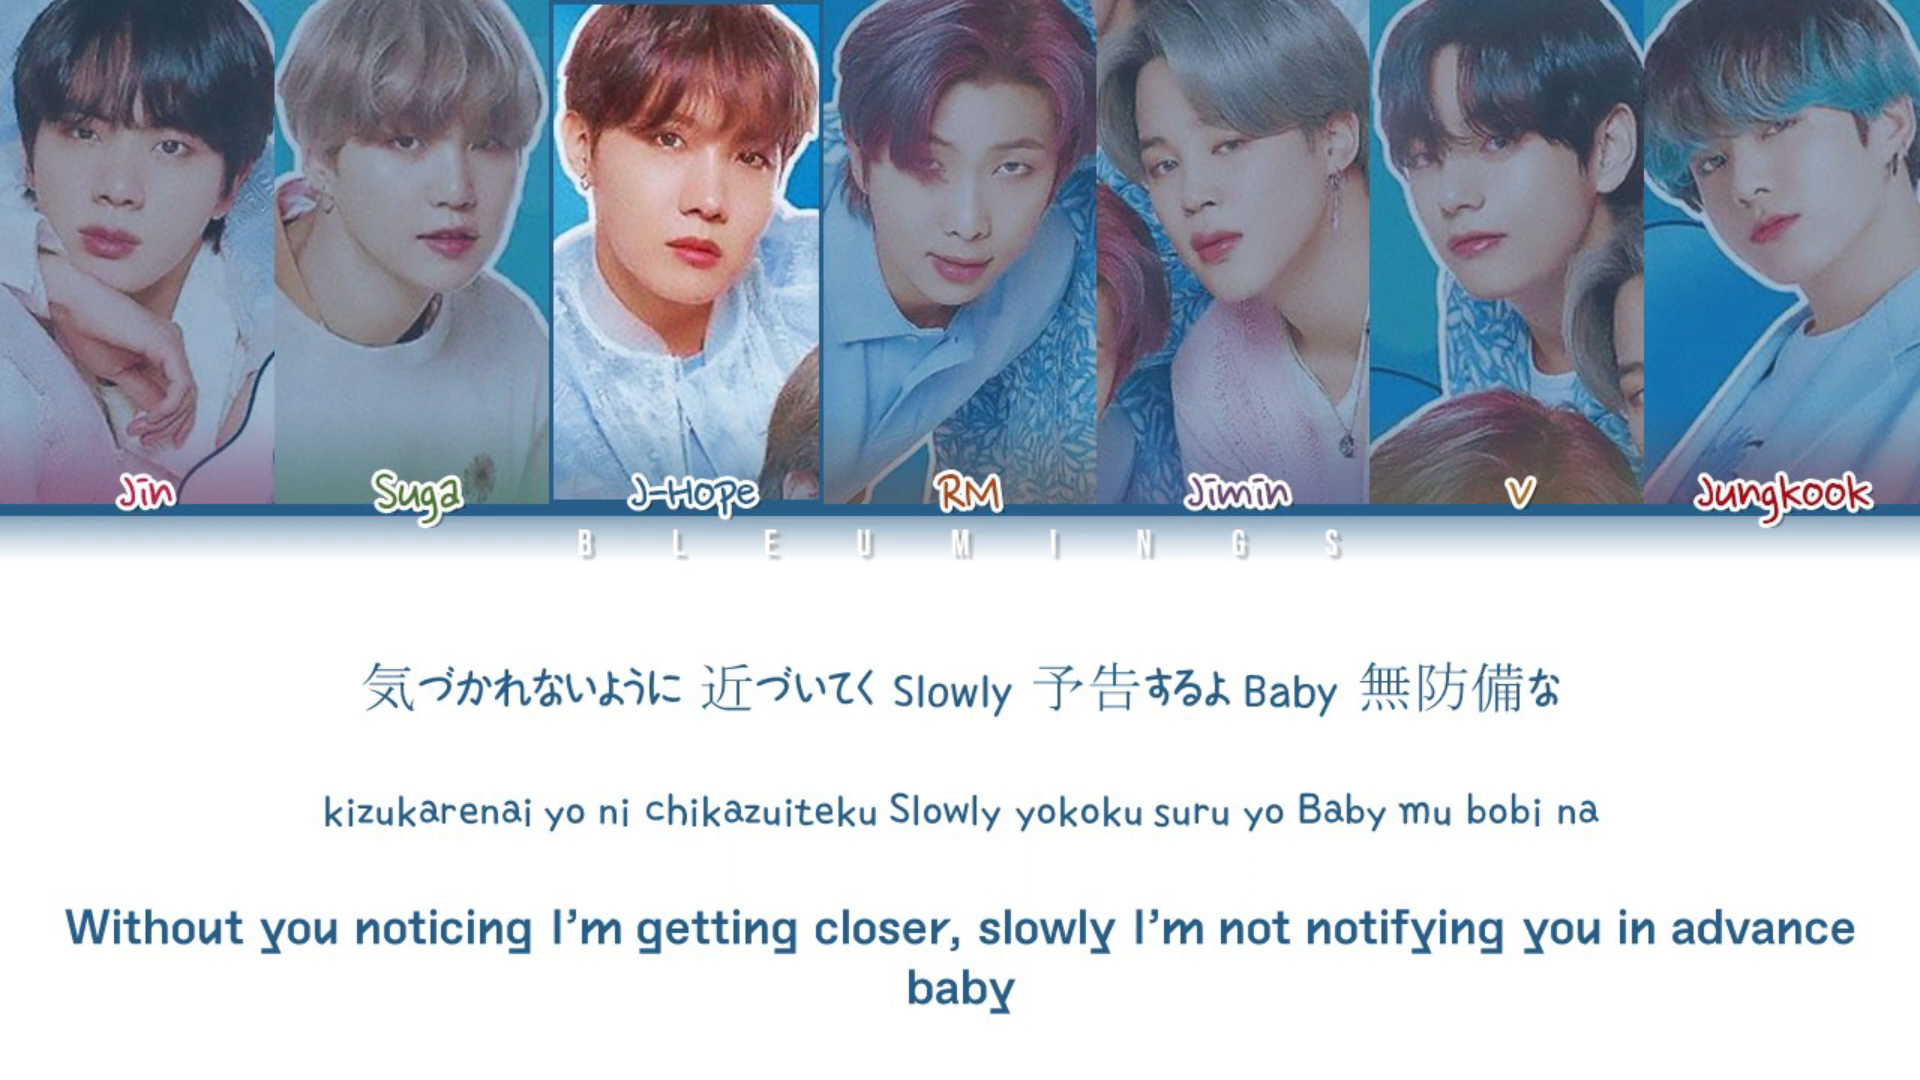 Jin Suga J-Hope RM Jimin V Jungkook
BLEUMINGS
気づかれないように 近づいてく Slowly 予告するよ Baby 無防備な
kizukarenai yo ni chikazuiteku Slowly yokoku suru yo Baby mu bobi na
Without you noticing I’m getting closer, slowly I’m not notifying you in advance
baby